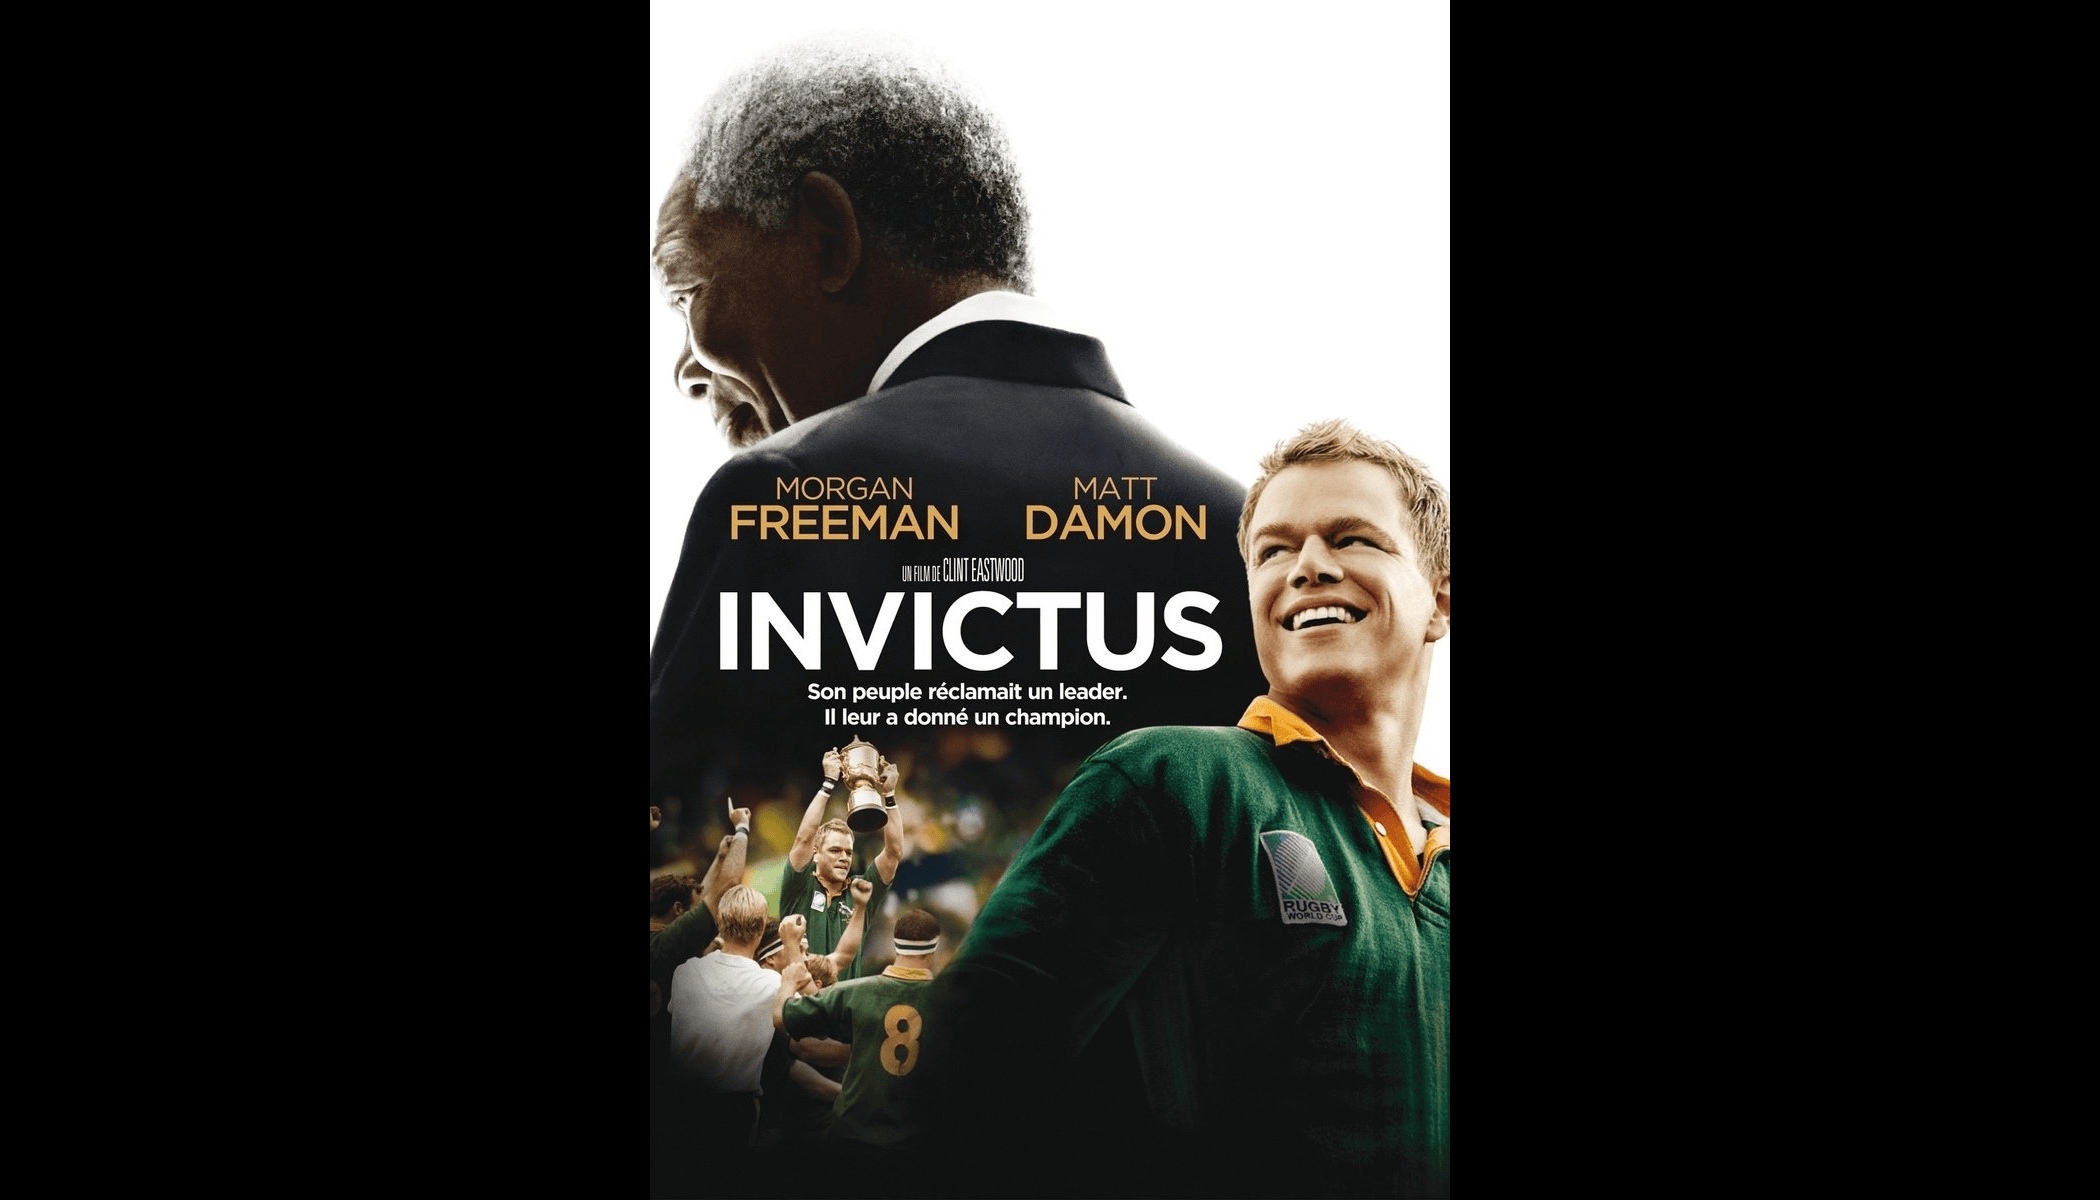 MORGAN
FREEMAN
MATT
DAMON
UN FILM DE CLINT EASTWOOD
INVICTUS
Son peuple réclamait un leader.
Il leur a donné un champion.
RUGBY
WORLD CUP
8